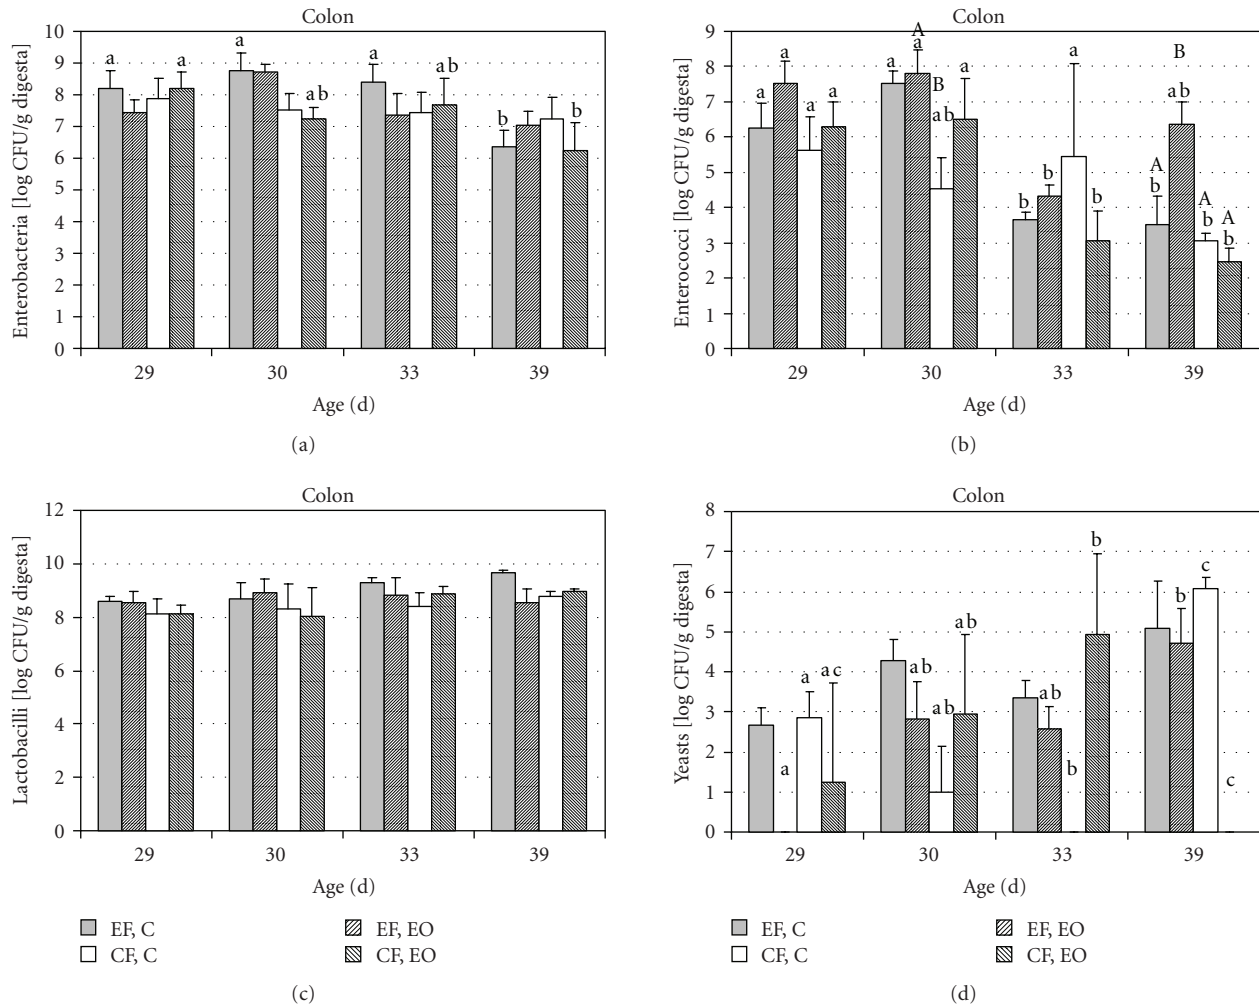 Colon
Enterobacteria [log CFU/g digesta]
10
9
8
7
6
5
4
3
2
1
0
a a a a b a a b b b
29 30 33 39
Age (d)
(a)
Colon
Enterococci [log CFU/g digesta]
9
8
7
6
5
4
3
2
1
0
a a a a a A a B a b a b b a b A b B a b A b A b
29 30 33 39
Age (d)
(b)
Colon
Lactobacilli [log CFU/g digesta]
12
10
8
6
4
2
0
29 30 33 39
Age (d)
EF, C EF, EO
CF, C CF, EO
(c)
Colon
Yeasts [log CFU/g digesta]
8
7
6
5
4
3
2
1
0
a a a c a b a b a b a b b b b c c
29 30 33 39
Age (d)
EF, C EF, EO
CF, C CF, EO
(d)